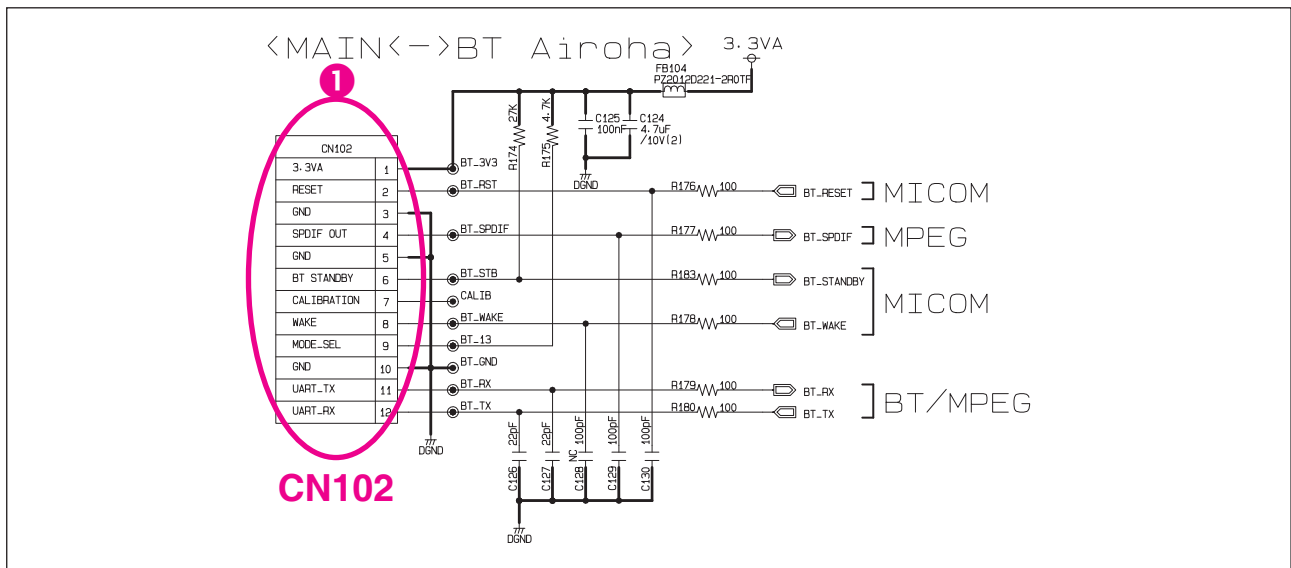 <MAIN<->BT Airoha>
3.3VA
FB104
PZ2012D221-2R0TF
1
27K
R174
4.7K
R175
C125
100nF
C124
4.7uF
/10V(2)
DGND
CN102
3.3VA 1 BT_3V3
RESET 2 BT_RST R176 100 BT_RESET MICOM
GND 3
SPDIF OUT 4 BT_SPDIF R177 100 BT_SPDIF MPEG
GND 5
BT STANDBY 6 BT_STB R183 100 BT_STANDBY
CALIBRATION 7 CALIB
MICOM
WAKE 8 BT_WAKE R178 100 BT_WAKE
MODE_SEL 9 BT_13
GND 10 BT_GND
UART_TX 11 BT_RX R179 100 BT_RX
BT/MPEG
UART_RX 12 BT_TX R180 100 BT_TX
DGND
22pF
C126
22pF
C127
100pF
NC
C128
100pF
C129
100pF
C130
DGND
CN102